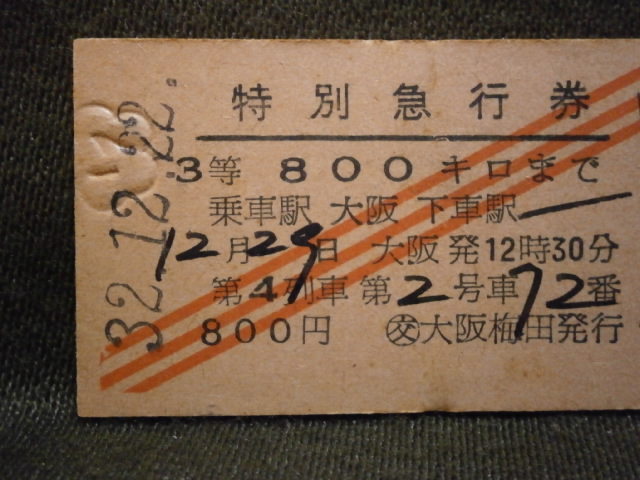 特別急行券
3等 800キロまで
乗車駅 大阪 下車駅
12月29日 大阪発12時30分
第4列車 第2号車72番
800円 ㊋大阪梅田発行
32.12.22.